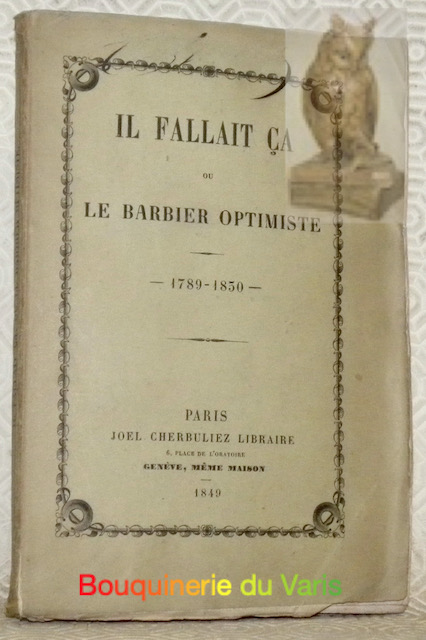 IL FALLAIT ÇA
OU
LE BARBIER OPTIMISTE
— 1789-1850 —
PARIS
JOEL CHERBULIEZ LIBRAIRE
6, PLACE DE L'ORATOIRE
GENÈVE, MÊME MAISON
1849
Bouquinerie du Varis